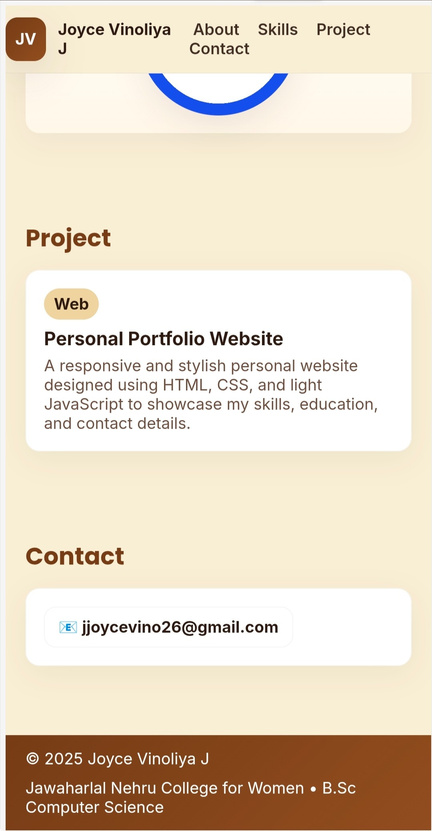 JV
Joyce Vinoliya J
About Skills Project
Contact
Project
Web
Personal Portfolio Website
A responsive and stylish personal website
designed using HTML, CSS, and light
JavaScript to showcase my skills, education,
and contact details.
Contact
📧 jjoycevino26@gmail.com
© 2025 Joyce Vinoliya J
Jawaharlal Nehru College for Women • B.Sc
Computer Science